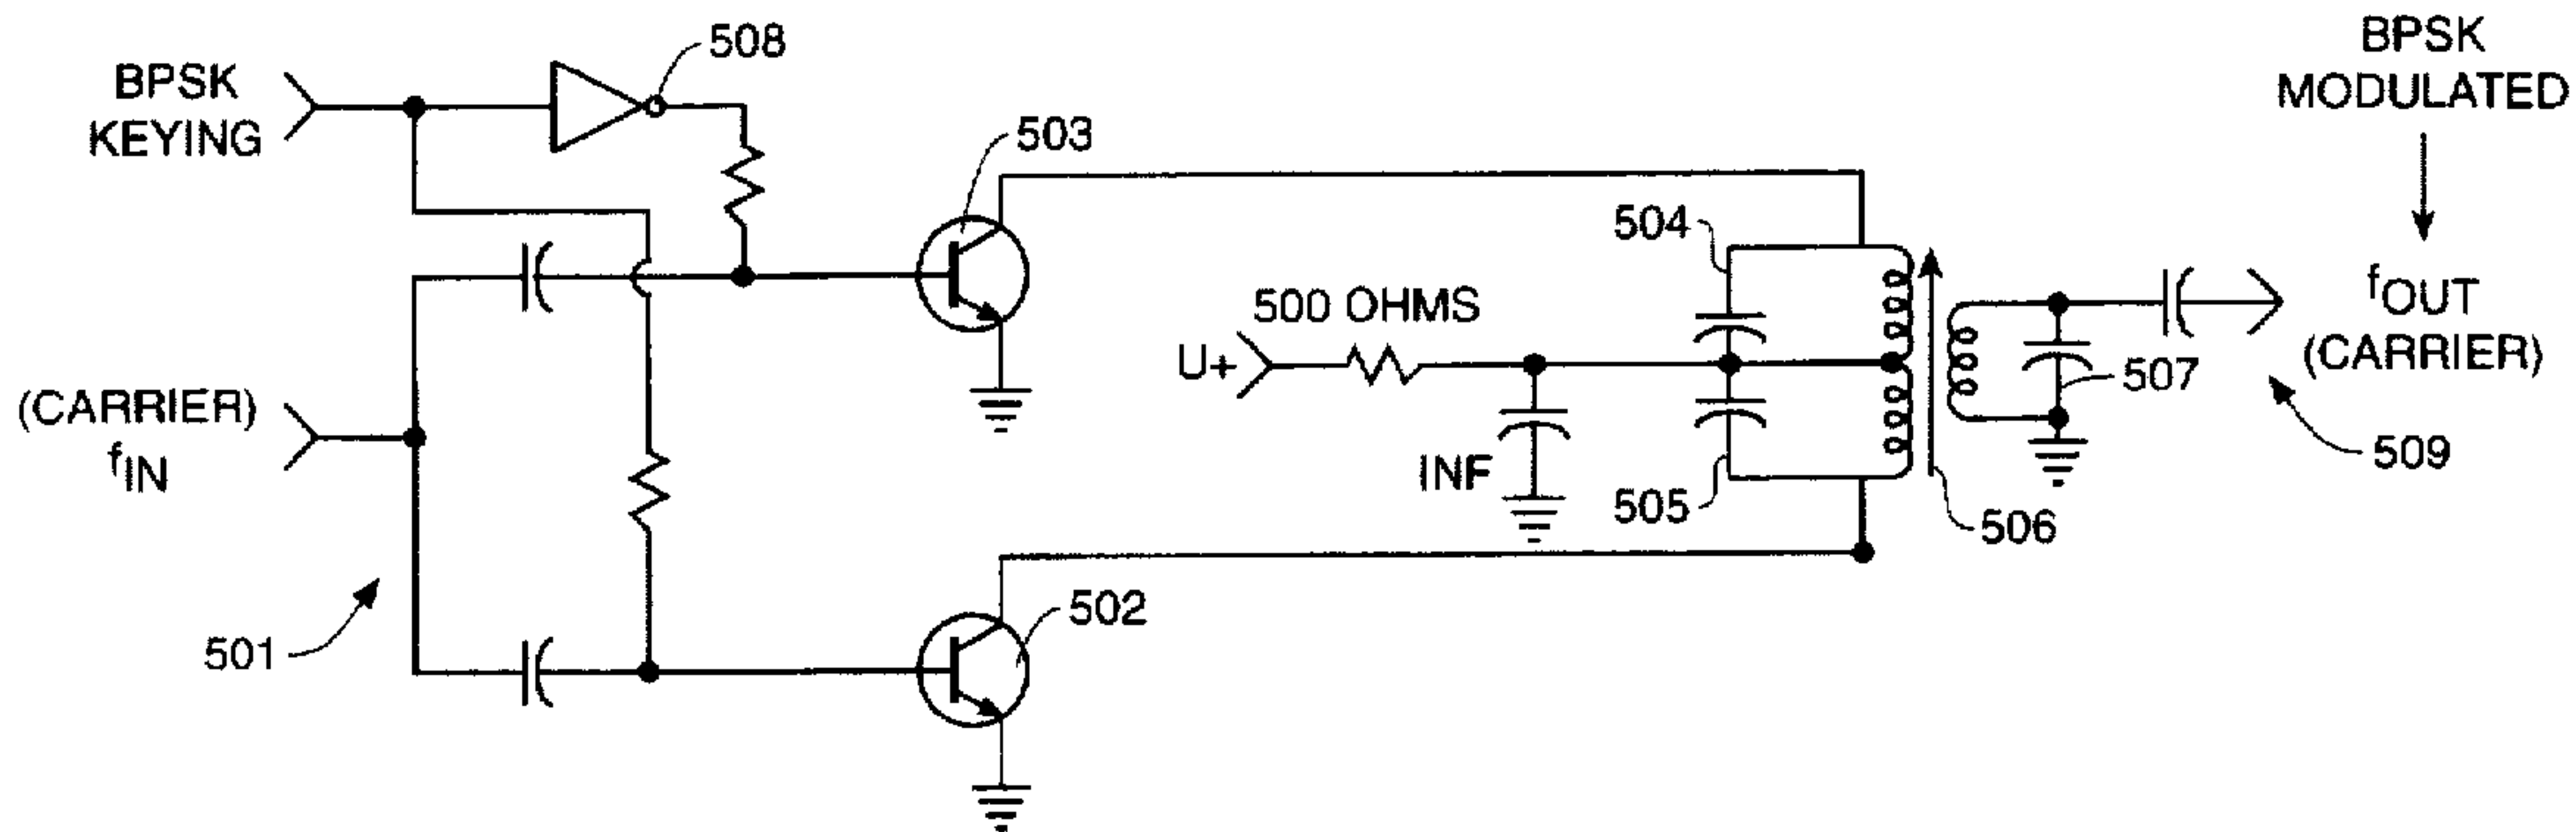 BPSK
KEYING
508
503
BPSK
MODULATED
504
500 OHMS
U+
fOUT
(CARRIER)
507
(CARRIER)
fIN
INF
505
506
509
501
502